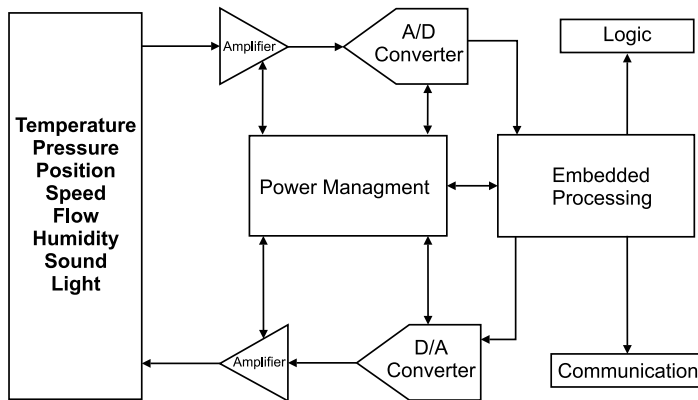 Temperature
Pressure
Position
Speed
Flow
Humidity
Sound
Light
Amplifier
A/D
Converter
Logic
Power Managment
Embedded
Processing
Amplifier
D/A
Converter
Communication